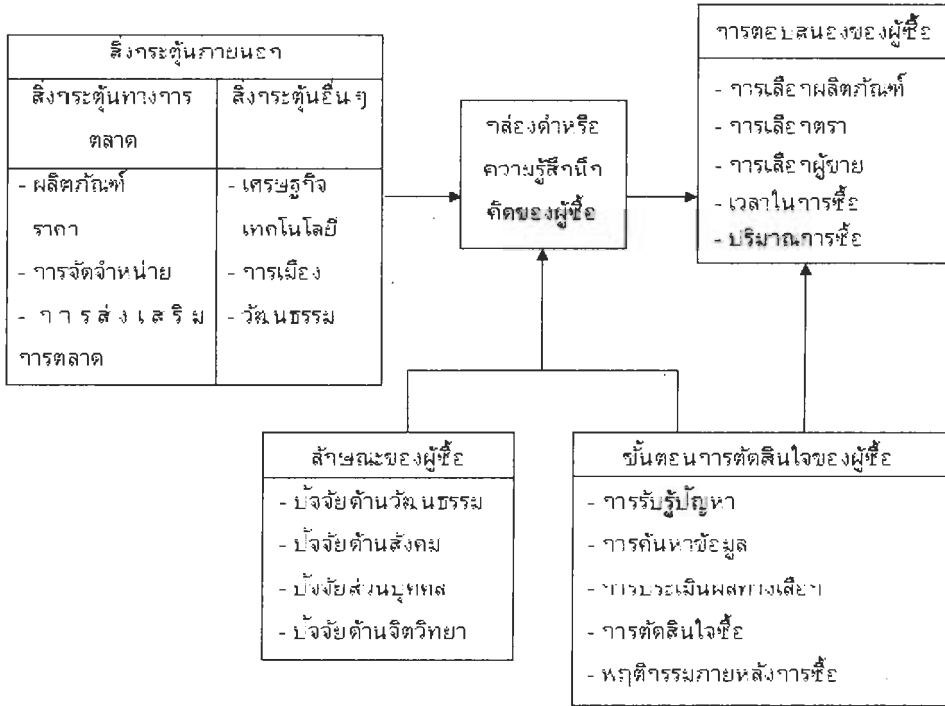 สิ่งกระตุ้นภายนอก
สิ่งกระตุ้นทางการ
ตลาด
- ผลิตภัณฑ์
ราคา
- การจัดจำหน่าย
- การส่งเสริม
การตลาด
สิ่งกระตุ้นอื่นๆ
- เศรษฐกิจ
เทคโนโลยี
- การเมือง
- วัฒนธรรม
กล่องดำหรือ
ความรู้สึกนึก
คิดของผู้ซื้อ
การตอบสนองของผู้ซื้อ
- การเลือกผลิตภัณฑ์
- การเลือกตรา
- การเลือกผู้ขาย
- เวลาในการซื้อ
- ปริมาณการซื้อ
ลักษณะของผู้ซื้อ
- ปัจจัยด้านวัฒนธรรม
- ปัจจัยด้านสังคม
- ปัจจัยส่วนบุคคล
- ปัจจัยด้านจิตวิทยา
ขั้นตอนการตัดสินใจของผู้ซื้อ
- การรับรู้ปัญหา
- การค้นหาข้อมูล
- การประเมินผลทางเลือก
- การตัดสินใจซื้อ
- พฤติกรรมภายหลังการซื้อ